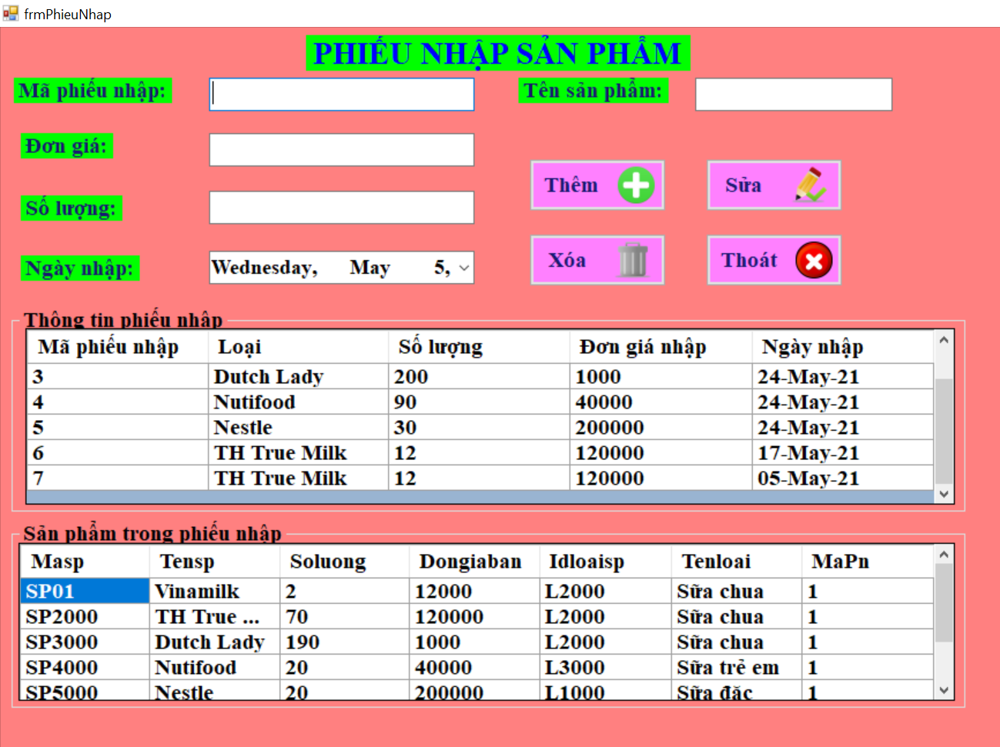 frmPhieuNhap
PHIẾU NHẬP SẢN PHẨM
Mã phiếu nhập:
Tên sản phẩm:
Đơn giá:
Thêm
Sửa
Số lượng:
Xóa
Thoát
Ngày nhập:
Wednesday, May 5,
Thông tin phiếu nhập
Mã phiếu nhập Loại Số lượng Đơn giá nhập Ngày nhập
3 Dutch Lady 200 1000 24-May-21
4 Nutifood 90 40000 24-May-21
5 Nestle 30 200000 24-May-21
6 TH True Milk 12 120000 17-May-21
7 TH True Milk 12 120000 05-May-21
Sản phẩm trong phiếu nhập
Masp Tensp Soluong Dongiaban Idloaisp Tenloai MaPn
SP01 Vinamilk 2 12000 L2000 Sữa chua 1
SP2000 TH True ... 70 120000 L2000 Sữa chua 1
SP3000 Dutch Lady 190 1000 L2000 Sữa chua 1
SP4000 Nutifood 20 40000 L3000 Sữa trẻ em 1
SP5000 Nestle 20 200000 L1000 Sữa đặc 1